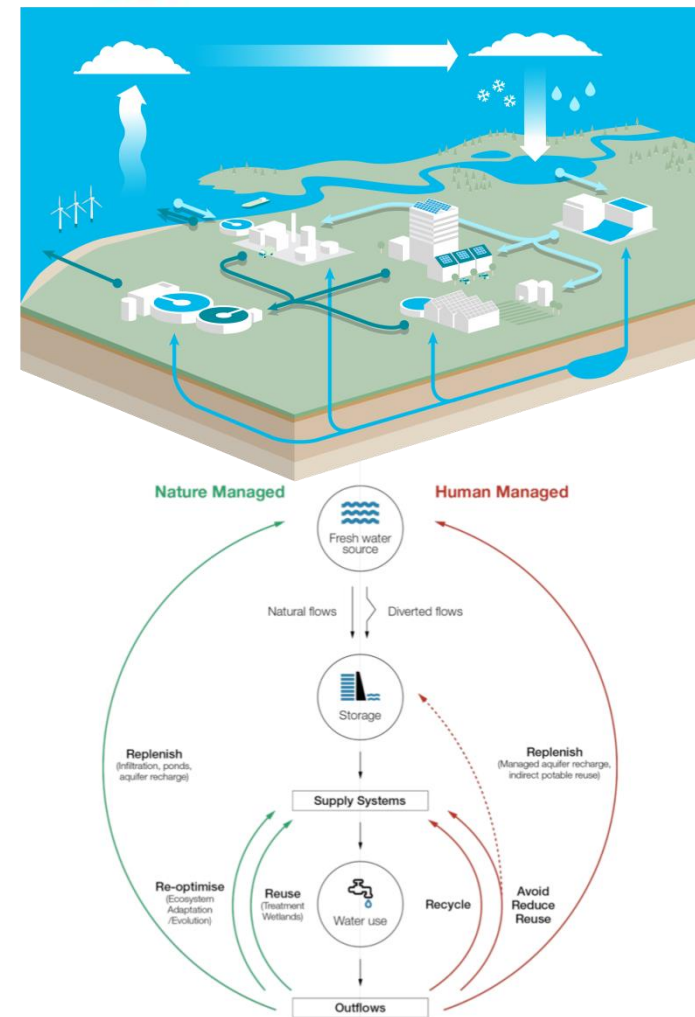 Nature Managed
Human Managed
Fresh water
source
Natural flows
Diverted flows
Storage
Replenish
(Infiltration, ponds,
aquifer recharge)
Replenish
(Managed aquifer recharge,
indirect potable reuse)
Supply Systems
Re-optimise
(Ecosystem
Adaptation
/Evolution)
Reuse
(Treatment
Wetlands)
Water use
Recycle
Avoid
Reduce
Reuse
Outflows